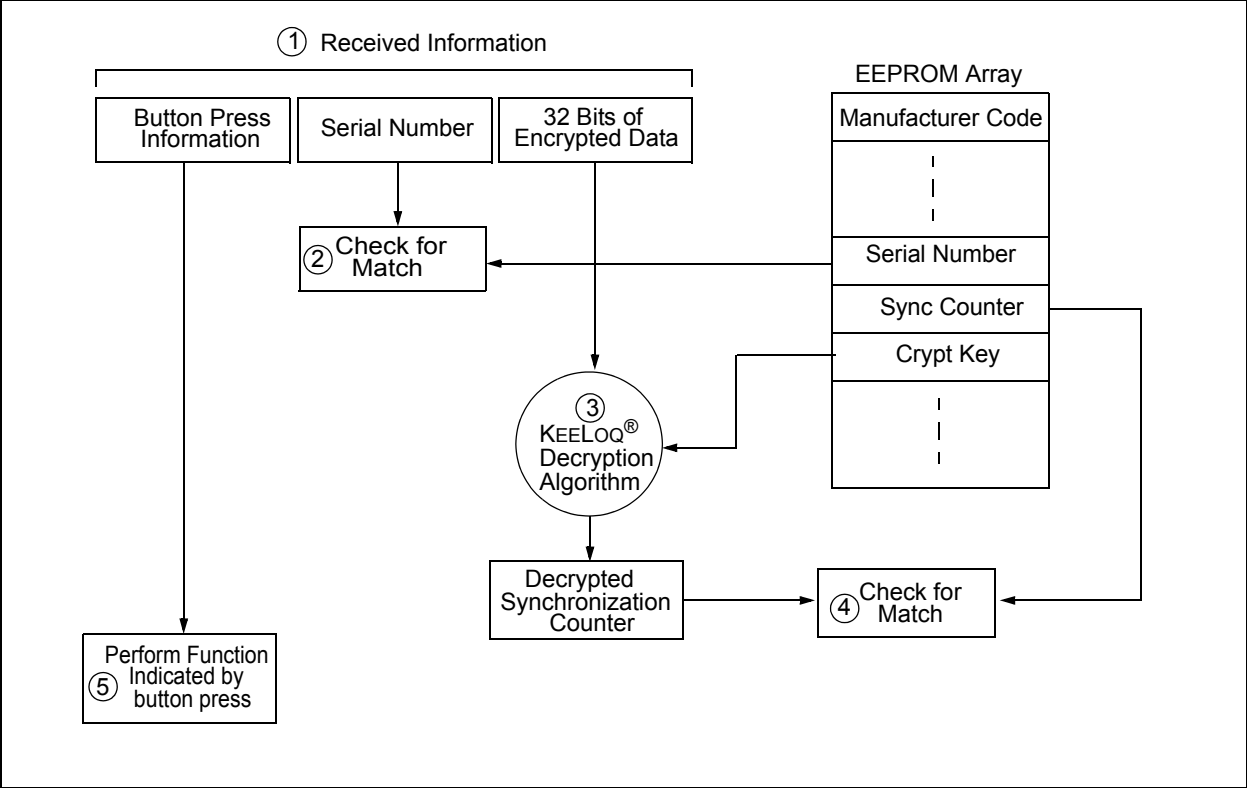 1 Received Information
EEPROM Array
Button Press
Information
Serial Number
32 Bits of
Encrypted Data
Manufacturer Code
Serial Number
Sync Counter
Crypt Key
2 Check for
Match
3
KEELOQ®
Decryption
Algorithm
Decrypted
Synchronization
Counter
4 Check for
Match
Perform Function
5 Indicated by
button press